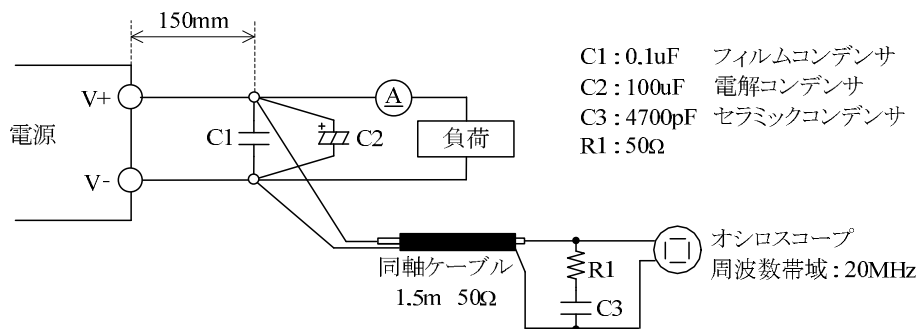 150mm
V+
電源
V-
C1
+
C2
A
負荷
C1 : 0.1uF フィルムコンデンサ
C2 : 100uF 電解コンデンサ
C3 : 4700pF セラミックコンデンサ
R1 : 50Ω
同軸ケーブル
1.5m 50Ω
R1
C3
オシロスコープ
周波数帯域 : 20MHz